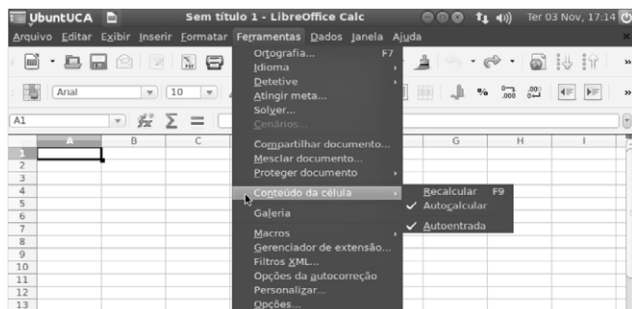 UbuntUCA Sem título 1 - LibreOffice Calc Ter 03 Nov, 17:14
Arquivo Editar Exibir Inserir Formatar Ferramentas Dados Janela Ajuda
Ortografia... F7
Idioma
Detetive
Atingir meta...
Solver...
Cenários...
Compartilhar documento...
Mesclar documento...
Proteger documento
Conteúdo da célula
Galeria
Macros
Gerenciador de extensão...
Filtros XML...
Opções da autocorreção
Personalizar...
Opções...
Recalcular F9
Autocalcular
Autoentrada
Arial 10
A1
A B C G H I
1
2
3
4
5
6
7
8
9
10
11
12
13